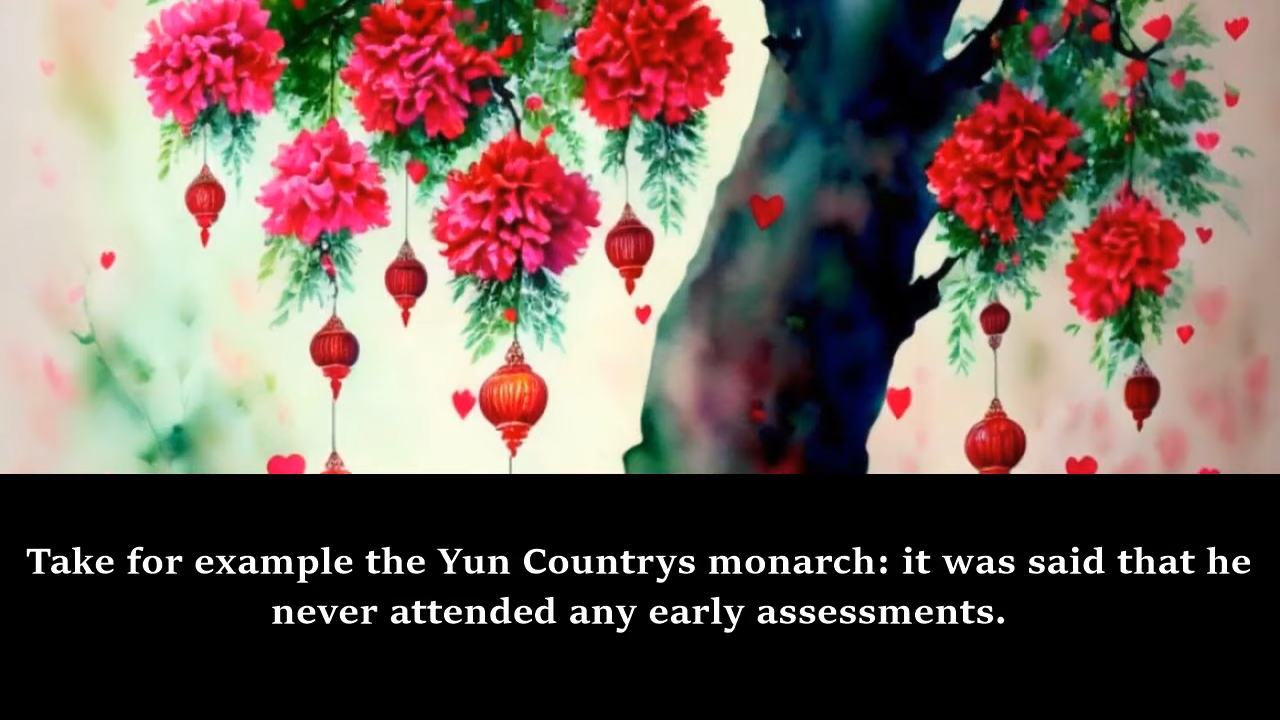 Take for example the Yun Countrys monarch: it was said that he
never attended any early assessments.